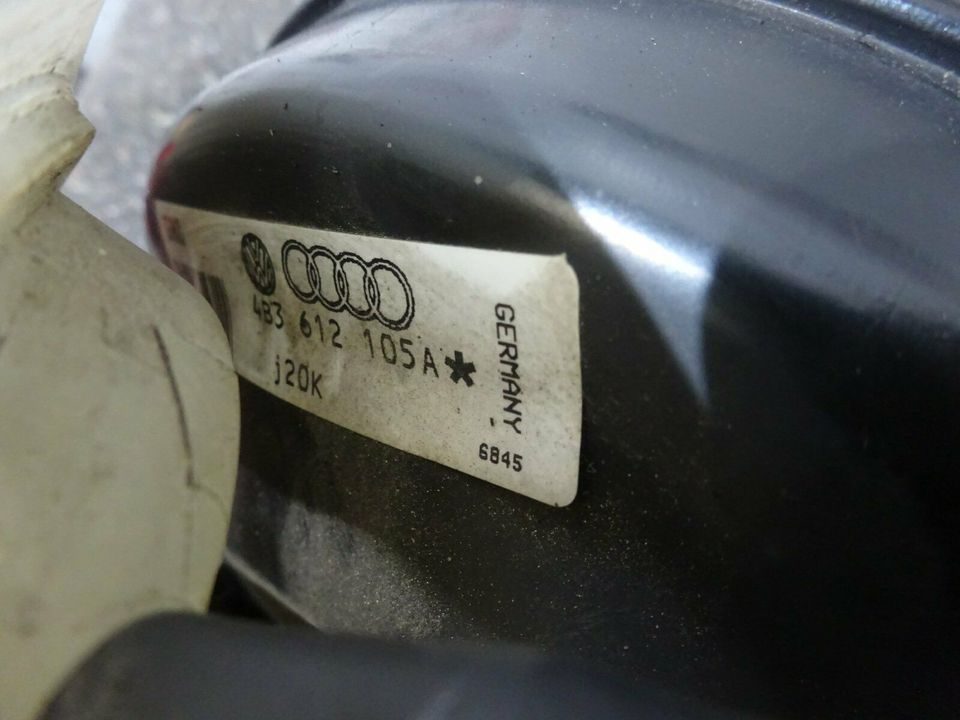 4B3 612 105A*
j20K
GERMANY
6845